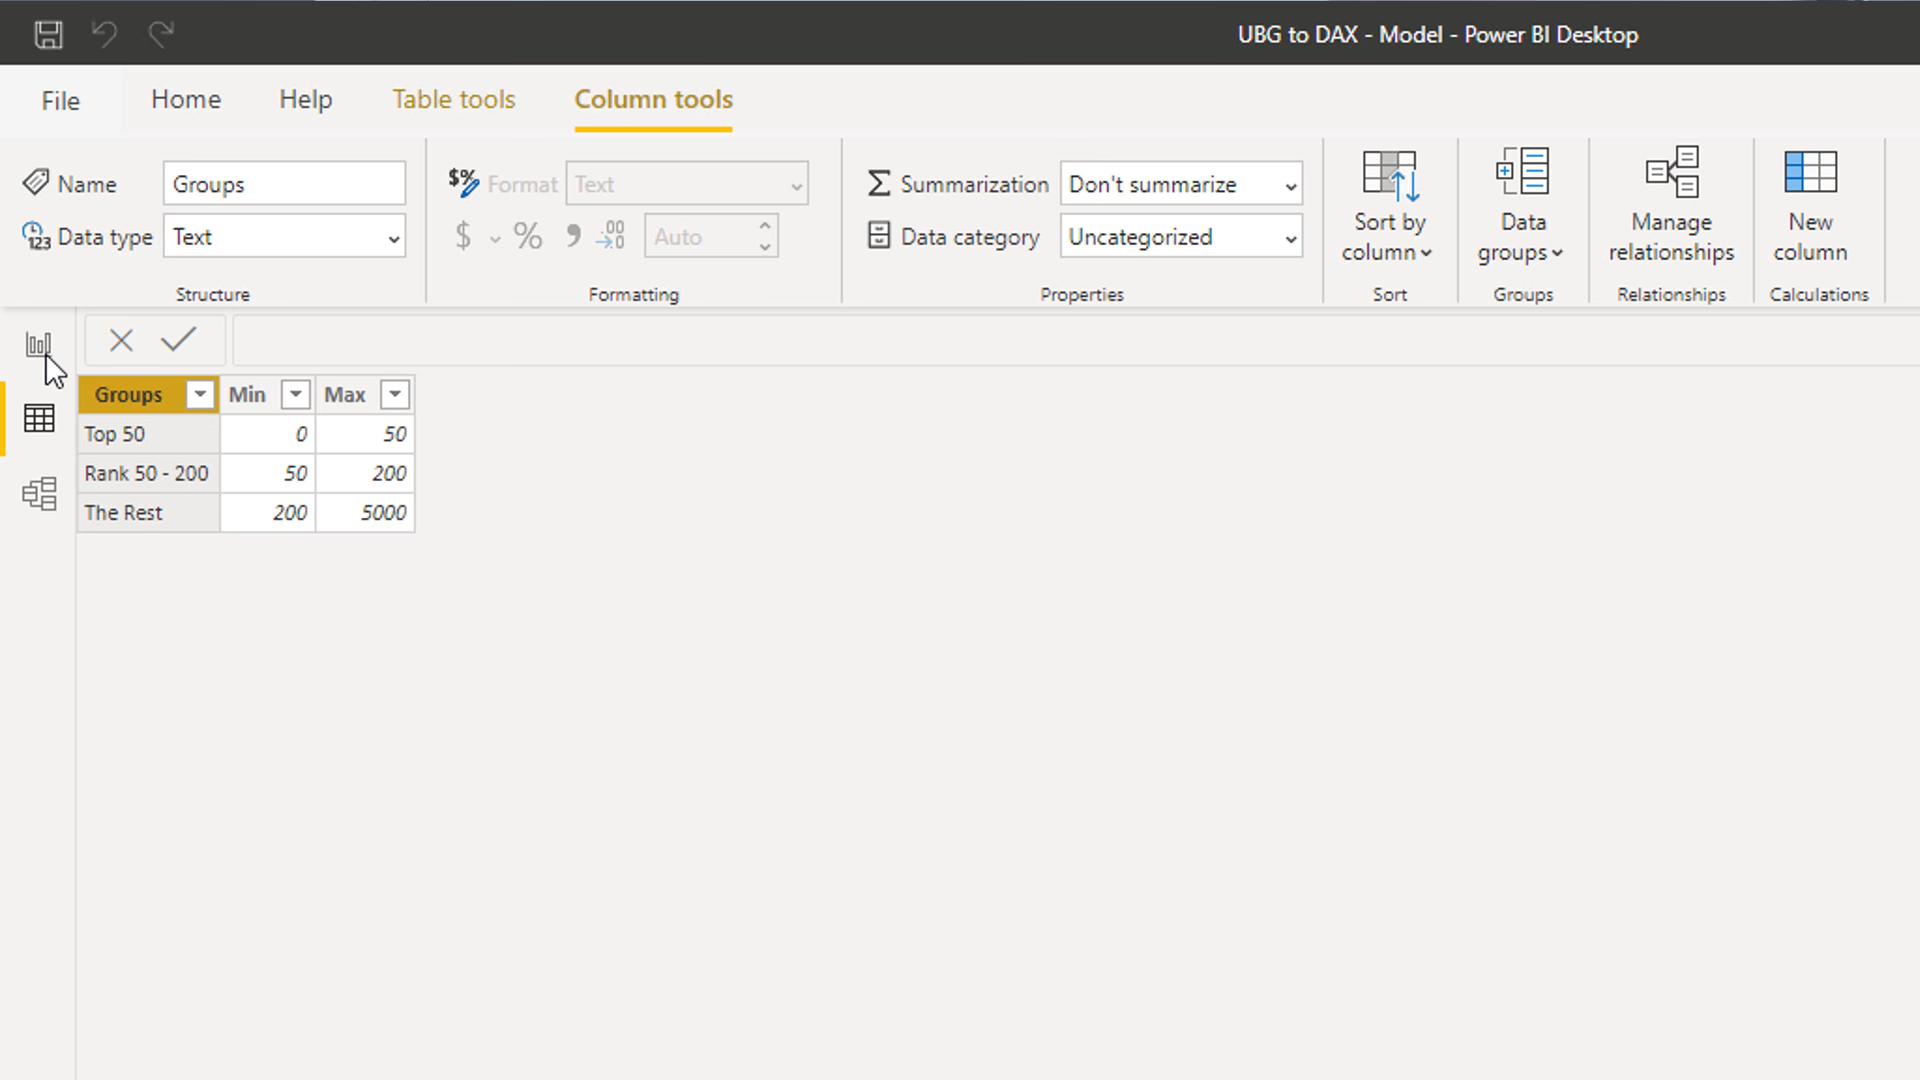 UBG to DAX - Model - Power BI Desktop
File Home Help Table tools Column tools
Name Groups
Data type Text
Structure
$% Format Text
$ % 9 .00 →.0 Auto
Formatting
Σ Summarization Don't summarize
Data category Uncategorized
Properties
Sort by
column
Sort
Data
groups
Groups
Manage
relationships
Relationships
New
column
Calculations
Groups Min Max
Top 50 0 50
Rank 50 - 200 50 200
The Rest 200 5000